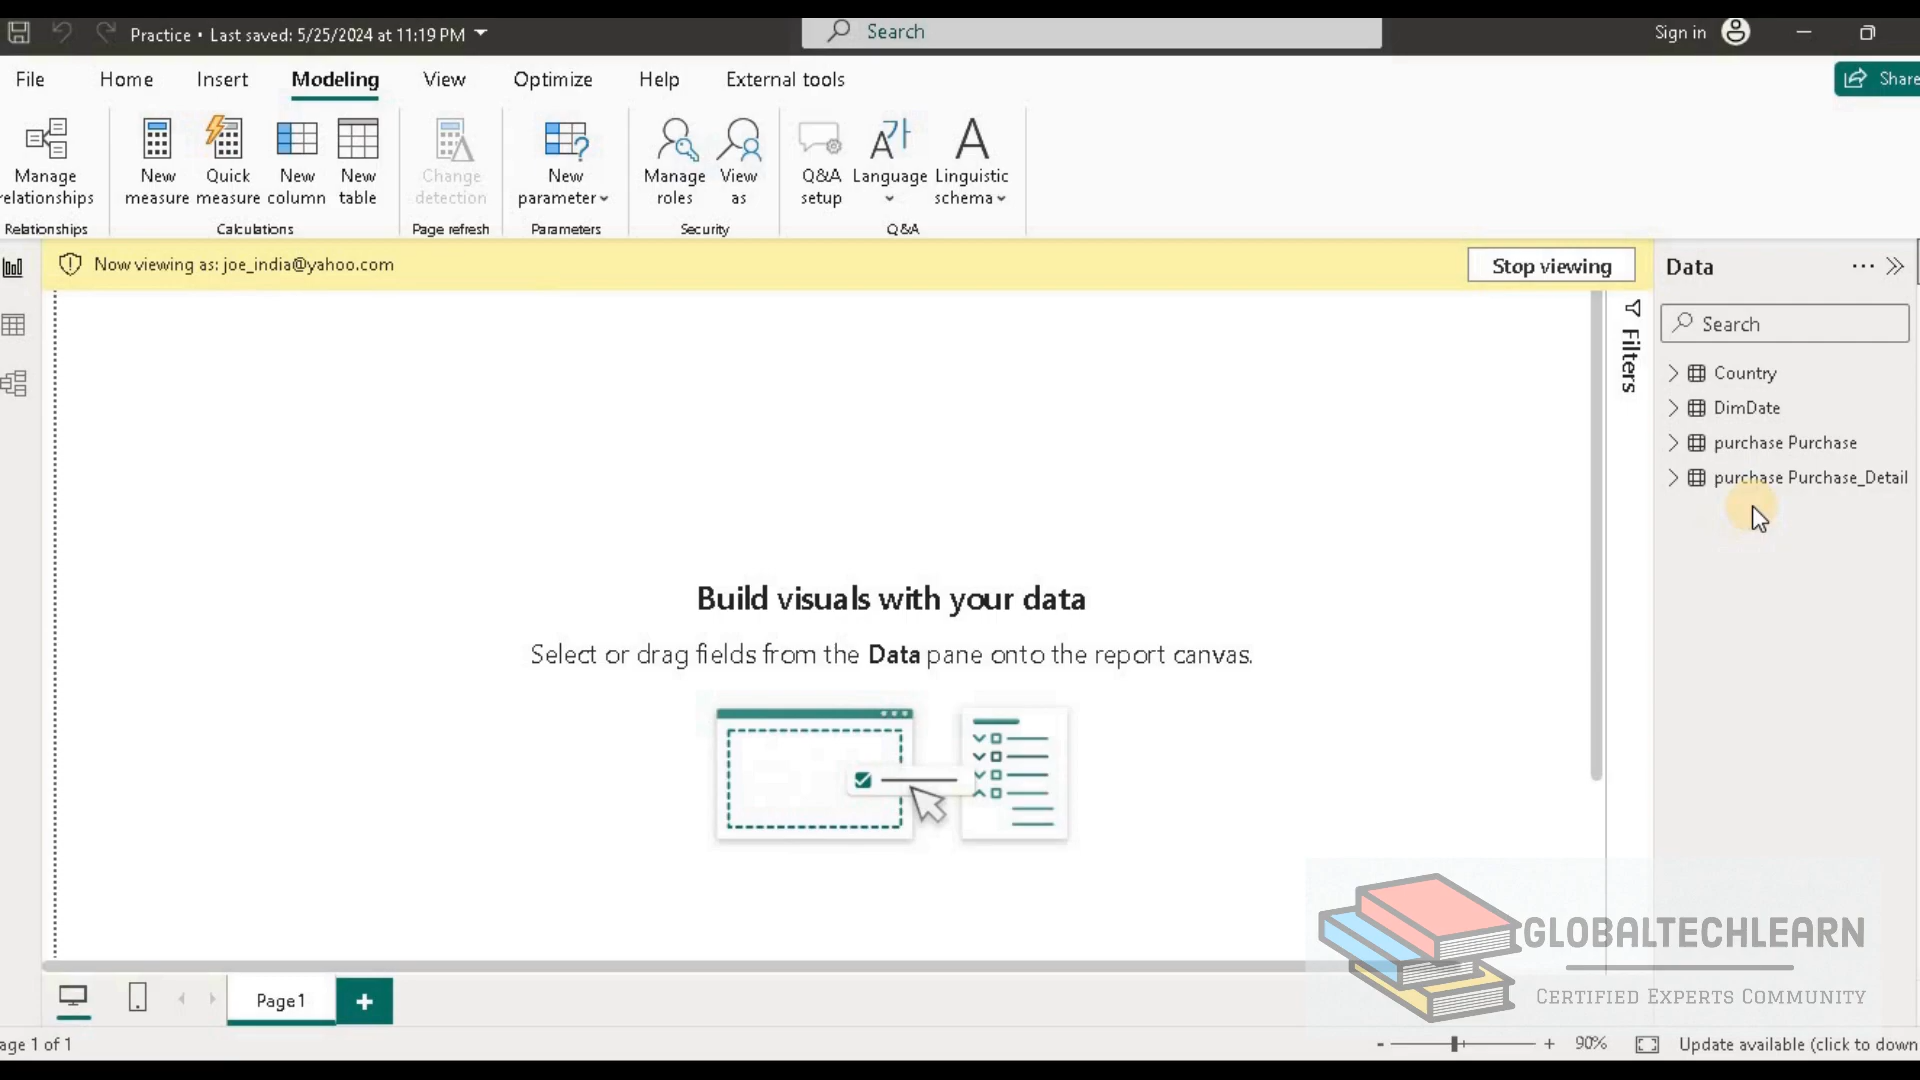 Practice • Last saved: 5/25/2024 at 11:19 PM
Search
Sign in
File Home Insert Modeling View Optimize Help External tools
Share
Manage relationships
New measure
Quick measure
New column
New table
Change detection
New parameter
Manage roles
View as
Q&A setup
Language
Linguistic schema
Relationships
Calculations
Page refresh
Parameters
Security
Q&A
Now viewing as: joe_india@yahoo.com
Stop viewing
Filters
Data
Search
Country
DimDate
purchase Purchase
purchase Purchase_Detail
Build visuals with your data
Select or drag fields from the Data pane onto the report canvas.
GLOBALTECHLEARN
CERTIFIED EXPERTS COMMUNITY
Page1
age 1 of 1
- + 90%
Update available (click to down